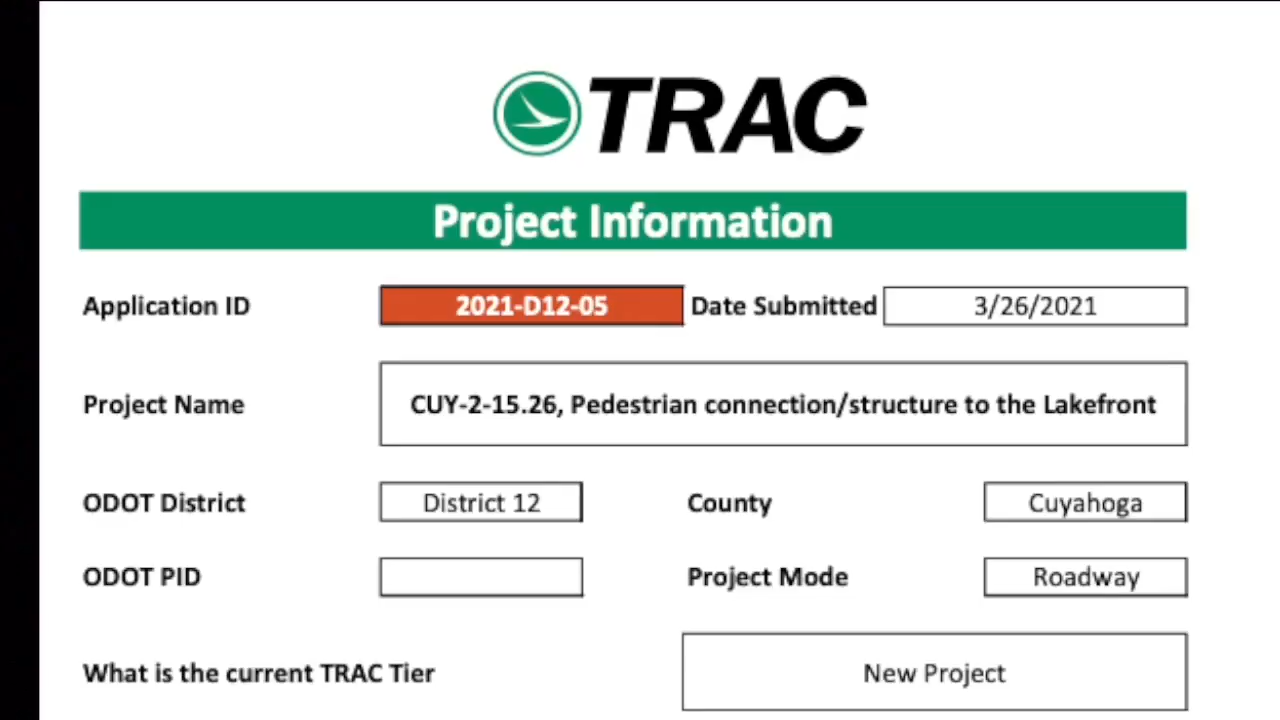 TRAC
Project Information
Application ID 2021-D12-05 Date Submitted 3/26/2021
Project Name CUY-2-15.26, Pedestrian connection/structure to the Lakefront
ODOT District District 12 County Cuyahoga
ODOT PID Project Mode Roadway
What is the current TRAC Tier New Project